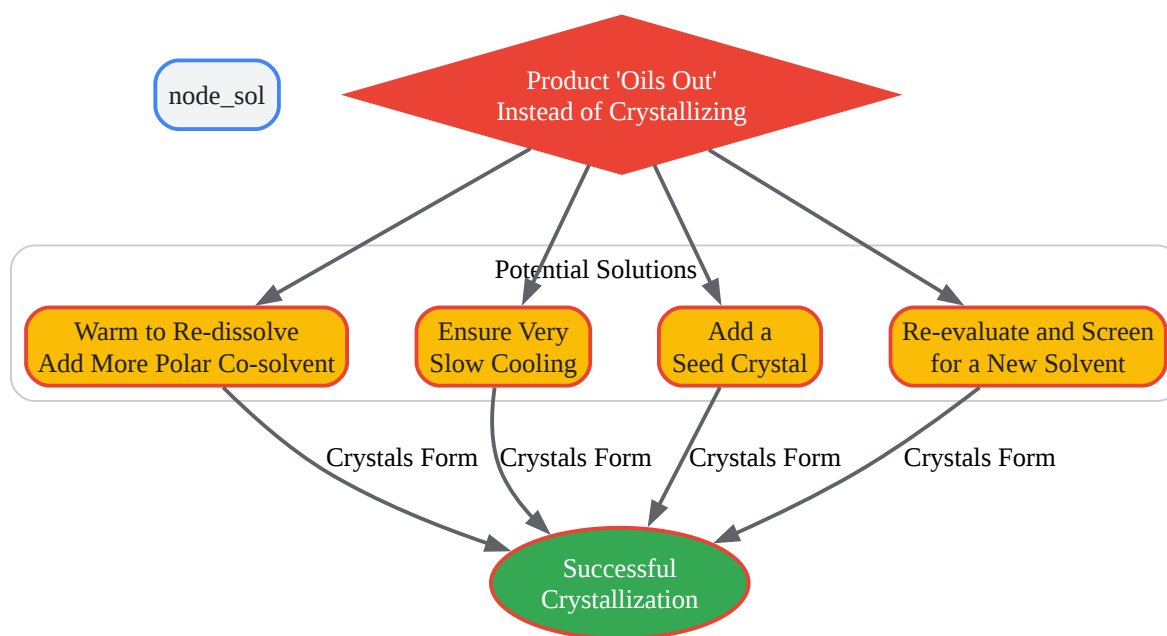 node_sol
Product 'Oils Out'
Instead of Crystallizing
Potential Solutions
Warm to Re-dissolve
Add More Polar Co-solvent
Ensure Very
Slow Cooling
Add a
Seed Crystal
Re-evaluate and Screen
for a New Solvent
Crystals Form
Crystals Form
Crystals Form
Crystals Form
Successful
Crystallization